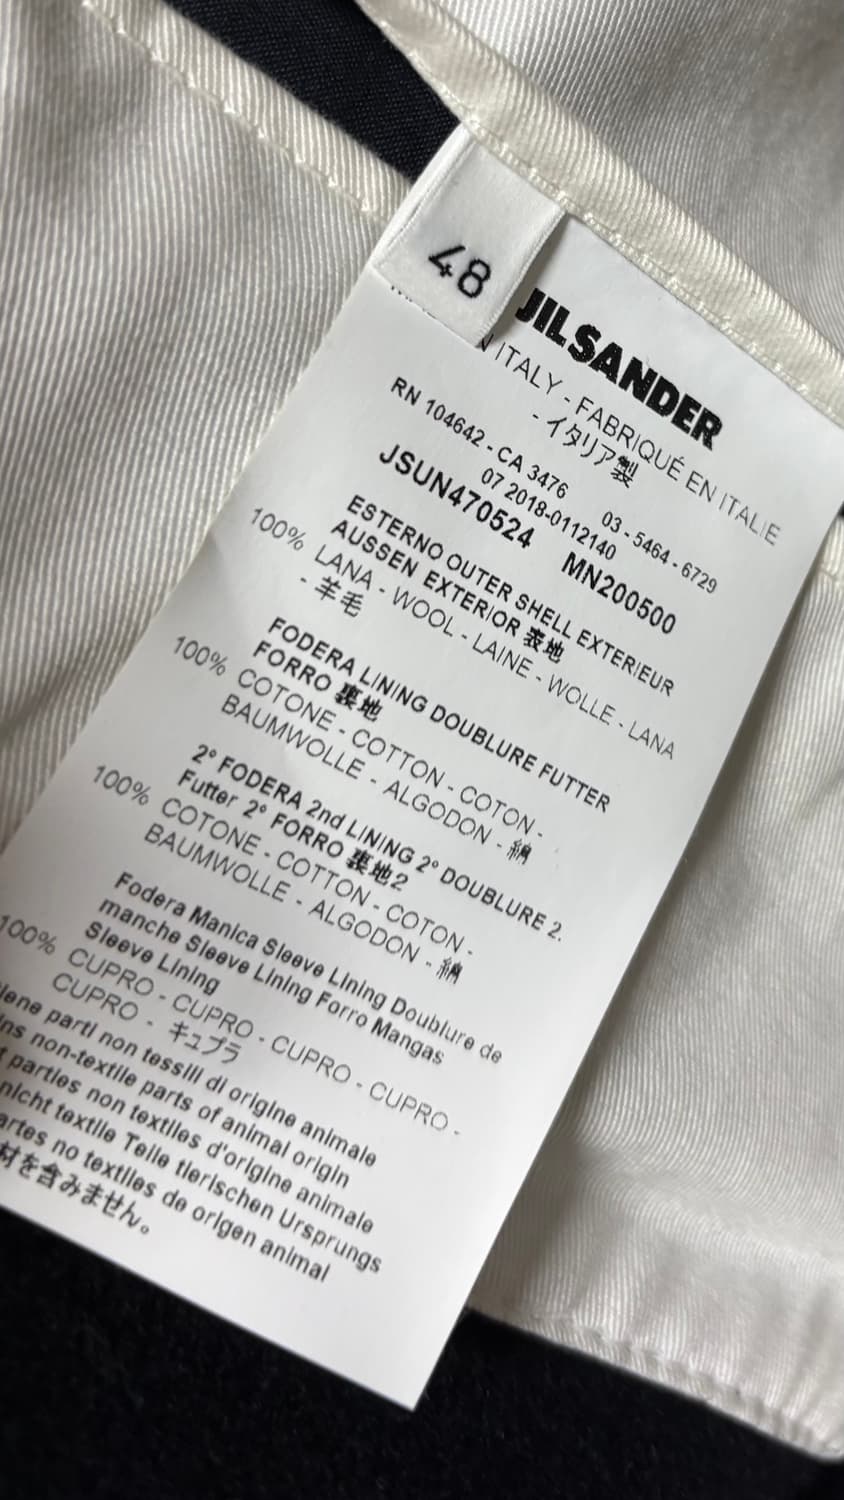 48
JIL SANDER
N ITALY - FABRIQUÉ EN ITALIE
- イタリア製
RN 104642 - CA 3476 03 - 5464 - 6729
07 2018-0112140
JSUN470524 MN200500
ESTERNO OUTER SHELL EXTERIEUR
AUSSEN EXTERIOR 表地
100% LANA - WOOL - LAINE - WOLLE - LANA
- 羊毛
FODERA LINING DOUBLURE FUTTER
FORRO 裏地
100% COTONE - COTTON - COTON -
BAUMWOLLE - ALGODON - 綿
2° FODERA 2nd LINING 2° DOUBLURE 2.
Futter 2° FORRO 裏地2
100% COTONE - COTTON - COTON -
BAUMWOLLE - ALGODON - 綿
Fodera Manica Sleeve Lining Doublure de
manche Sleeve Lining Forro Mangas
Sleeve Lining
100% CUPRO - CUPRO - CUPRO - CUPRO -
CUPRO - キュプラ
iene parti non tessili di origine animale
ns non-textile parts of animal origin
t parties non textiles d'origine animale
nicht textile Teile tierischen Ursprungs
artes no textiles de origen animal
材を含みません。